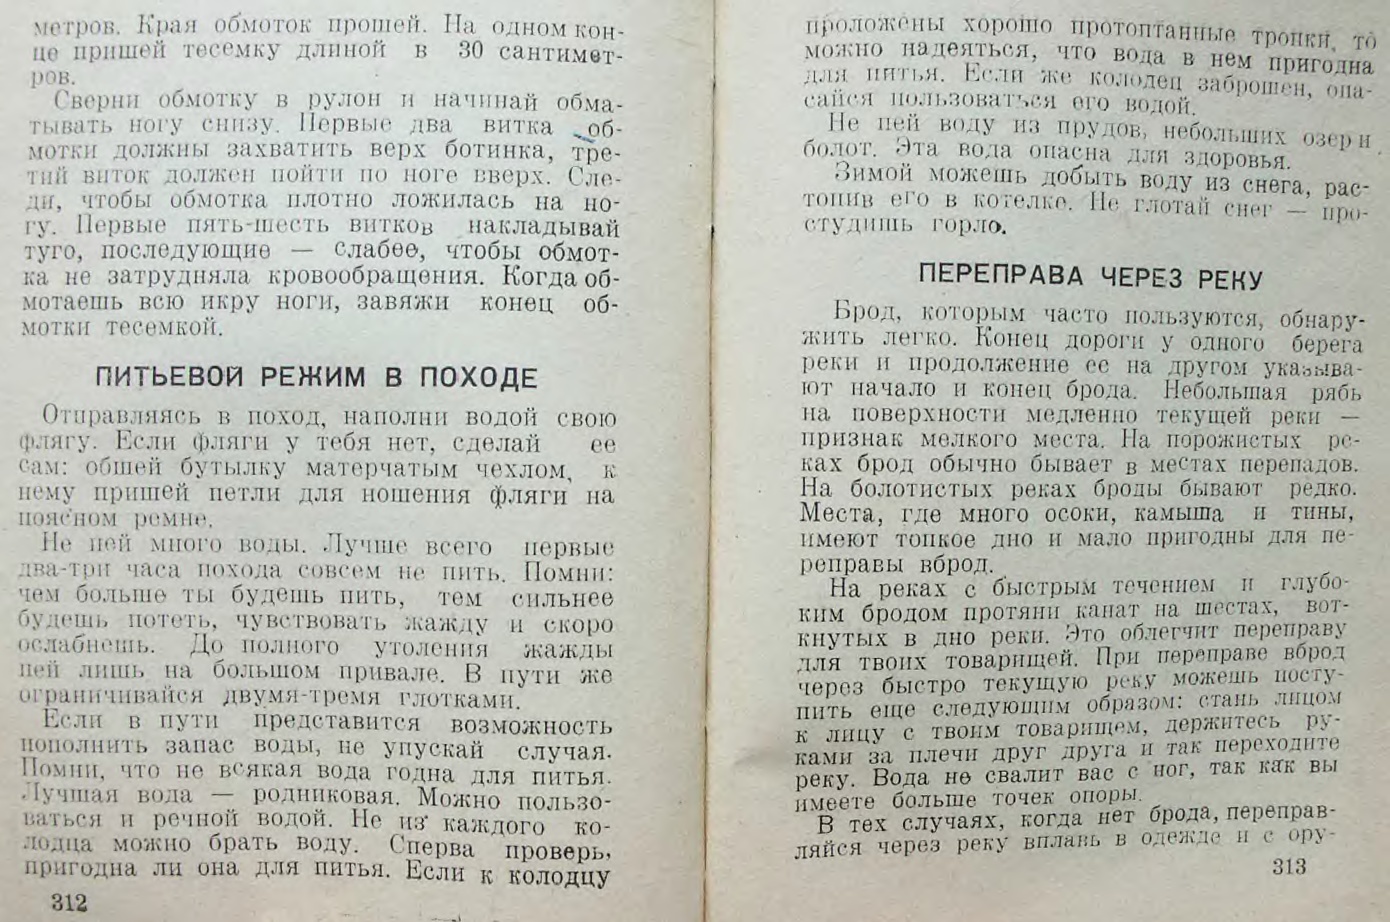 метров. Края обмоток прошей. На одном кон-
це пришей тесемку длиной в 30 сантимет-
ров.
Сверни обмотку в рулон и начинай обма-
тывать ногу снизу. Первые два витка об-
мотки должны захватить верх ботинка, тре-
тий виток должен пойти по ноге вверх. Сле-
ди, чтобы обмотка плотно ложилась на но-
гу. Первые пять-шесть витков накладывай
туго, последующие — слабее, чтобы обмот-
ка не затрудняла кровообращения. Когда об-
мотаешь всю икру ноги, завяжи конец об-
мотки тесемкой.
ПИТЬЕВОЙ РЕЖИМ В ПОХОДЕ
Отправляясь в поход, наполни водой свою
флягу. Если фляги у тебя нет, сделай ее
сам: обшей бутылку матерчатым чехлом, к
нему пришей петли для ношения фляги на
поясном ремне.
Не пей много воды. Лучше всего первые
два-три часа похода совсем не пить. Помни:
чем больше ты будешь пить, тем сильнее
будешь потеть, чувствовать жажду и скоро
ослабнешь. До полного утоления жажды
пей лишь на большом привале. В пути же
ограничивайся двумя-тремя глотками.
Если в пути представится возможность
пополнить запас воды, не упускай случая.
Помни, что не всякая вода годна для питья.
Лучшая вода — родниковая. Можно пользо-
ваться и речной водой. Не из каждого ко-
лодца можно брать воду. Сперва проверь,
пригодна ли она для питья. Если к колодцу
312
проложены хорошо протоптанные тропки, то
можно надеяться, что вода в нем пригодна
для питья. Если же колодец заброшен, опа-
сайся пользоваться его водой.
Не пей воду из прудов, небольших озер и
болот. Эта вода опасна для здоровья.
Зимой можешь добыть воду из снега, рас-
топив его в котелке. Не глотай снег — про-
студишь горло.
ПЕРЕПРАВА ЧЕРЕЗ РЕКУ
Брод, которым часто пользуются, обнару-
жить легко. Конец дороги у одного берега
реки и продолжение ее на другом указыва-
ют начало и конец брода. Небольшая рябь
на поверхности медленно текущей реки —
признак мелкого места. На порожистых ре-
ках брод обычно бывает в местах перепадов.
На болотистых реках броды бывают редко.
Места, где много осоки, камыша и тины,
имеют топкое дно и мало пригодны для пе-
реправы вброд.
На реках с быстрым течением и глубо-
ким бродом протяни канат на шестах, вот-
кнутых в дно реки. Это облегчит переправу
для твоих товарищей. При переправе вброд
через быстро текущую реку можешь посту-
пить еще следующим образом: стань лицом
к лицу с твоим товарищем, держитесь ру-
ками за плечи друг друга и так переходите
реку. Вода не свалит вас с ног, так как вы
имеете больше точек опоры.
В тех случаях, когда нет брода, переправ-
ляйся через реку вплавь в одежде и с ору-
313